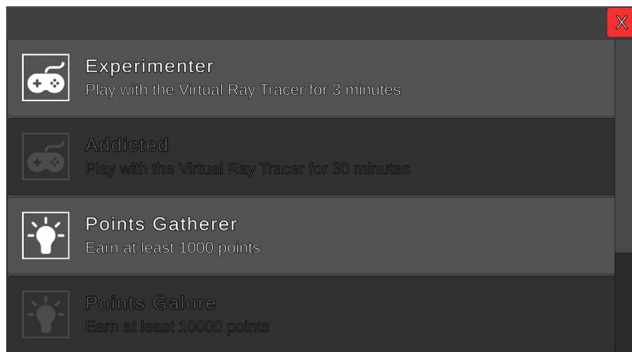 X
Experimenter
Play with the Virtual Ray Tracer for 3 minutes
Addicted
Play with the Virtual Ray Tracer for 30 minutes
Points Gatherer
Earn at least 1000 points
Points Galore
Earn at least 10000 points